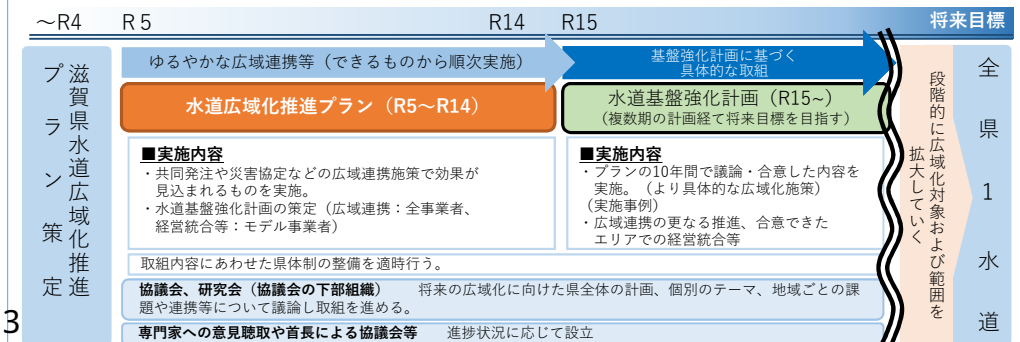 ～R4 R5 R14 R15 将来目標
滋賀県水道広域化推進
プラン策定
ゆるやかな広域連携等（できるものから順次実施）
基盤強化計画に基づく
具体的な取組
水道広域化推進プラン（R5～R14）
水道基盤強化計画（R15~）
（複数期の計画経て将来目標を目指す）
■実施内容
・共同発注や災害協定などの広域連携施策で効果が
見込まれるものを実施。
・水道基盤強化計画の策定（広域連携：全事業者、
経営統合等：モデル事業者）
■実施内容
・プランの10年間で議論・合意した内容を
実施。（より具体的な広域化施策）
（実施事例）
・広域連携の更なる推進、合意できた
エリアでの経営統合等
取組内容にあわせた県体制の整備を適時行う。
協議会、研究会（協議会の下部組織） 将来の広域化に向けた県全体の計画、個別のテーマ、地域ごとの課
題や連携等について議論し取組を進める。
専門家への意見聴取や首長による協議会等 進捗状況に応じて設立
段階的に広域化対象および範囲を
拡大していく
全県1水道
3